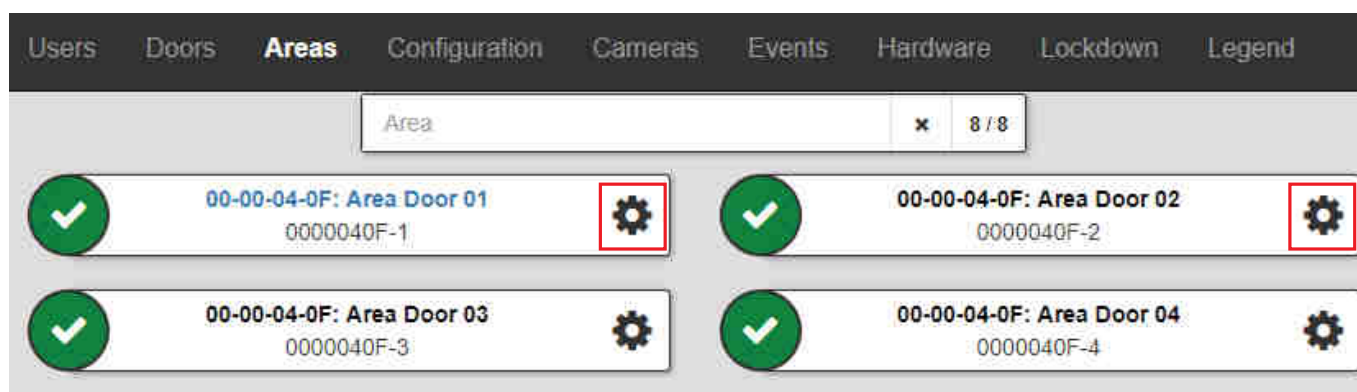 Users Doors Areas Configuration Cameras Events Hardware Lockdown Legend
Area 8 / 8
00-00-04-0F: Area Door 01
0000040F-1
00-00-04-0F: Area Door 02
0000040F-2
00-00-04-0F: Area Door 03
0000040F-3
00-00-04-0F: Area Door 04
0000040F-4